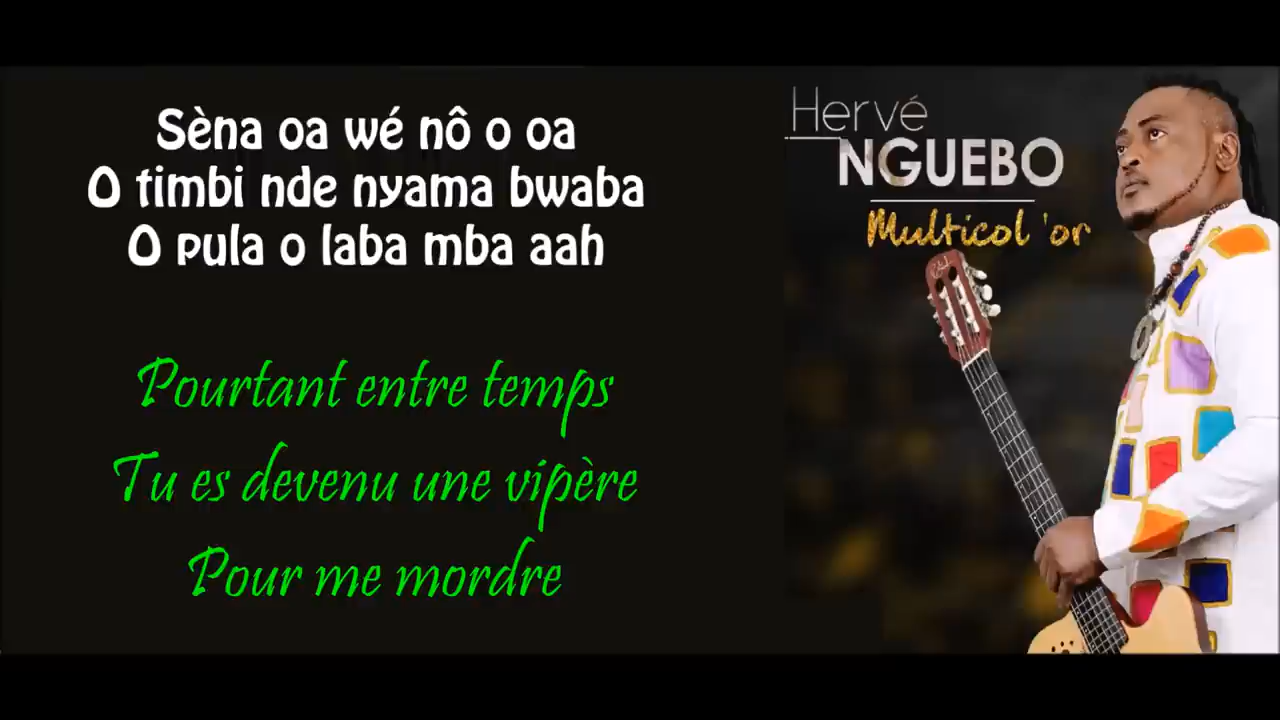 Sèna oa wé nô o oa
O timbi nde nyama bwaba
O pula o laba mba aah
Pourtant entre temps
Tu es devenu une vipère
Pour me mordre
Hervé
NGUEBO
Multicol 'or